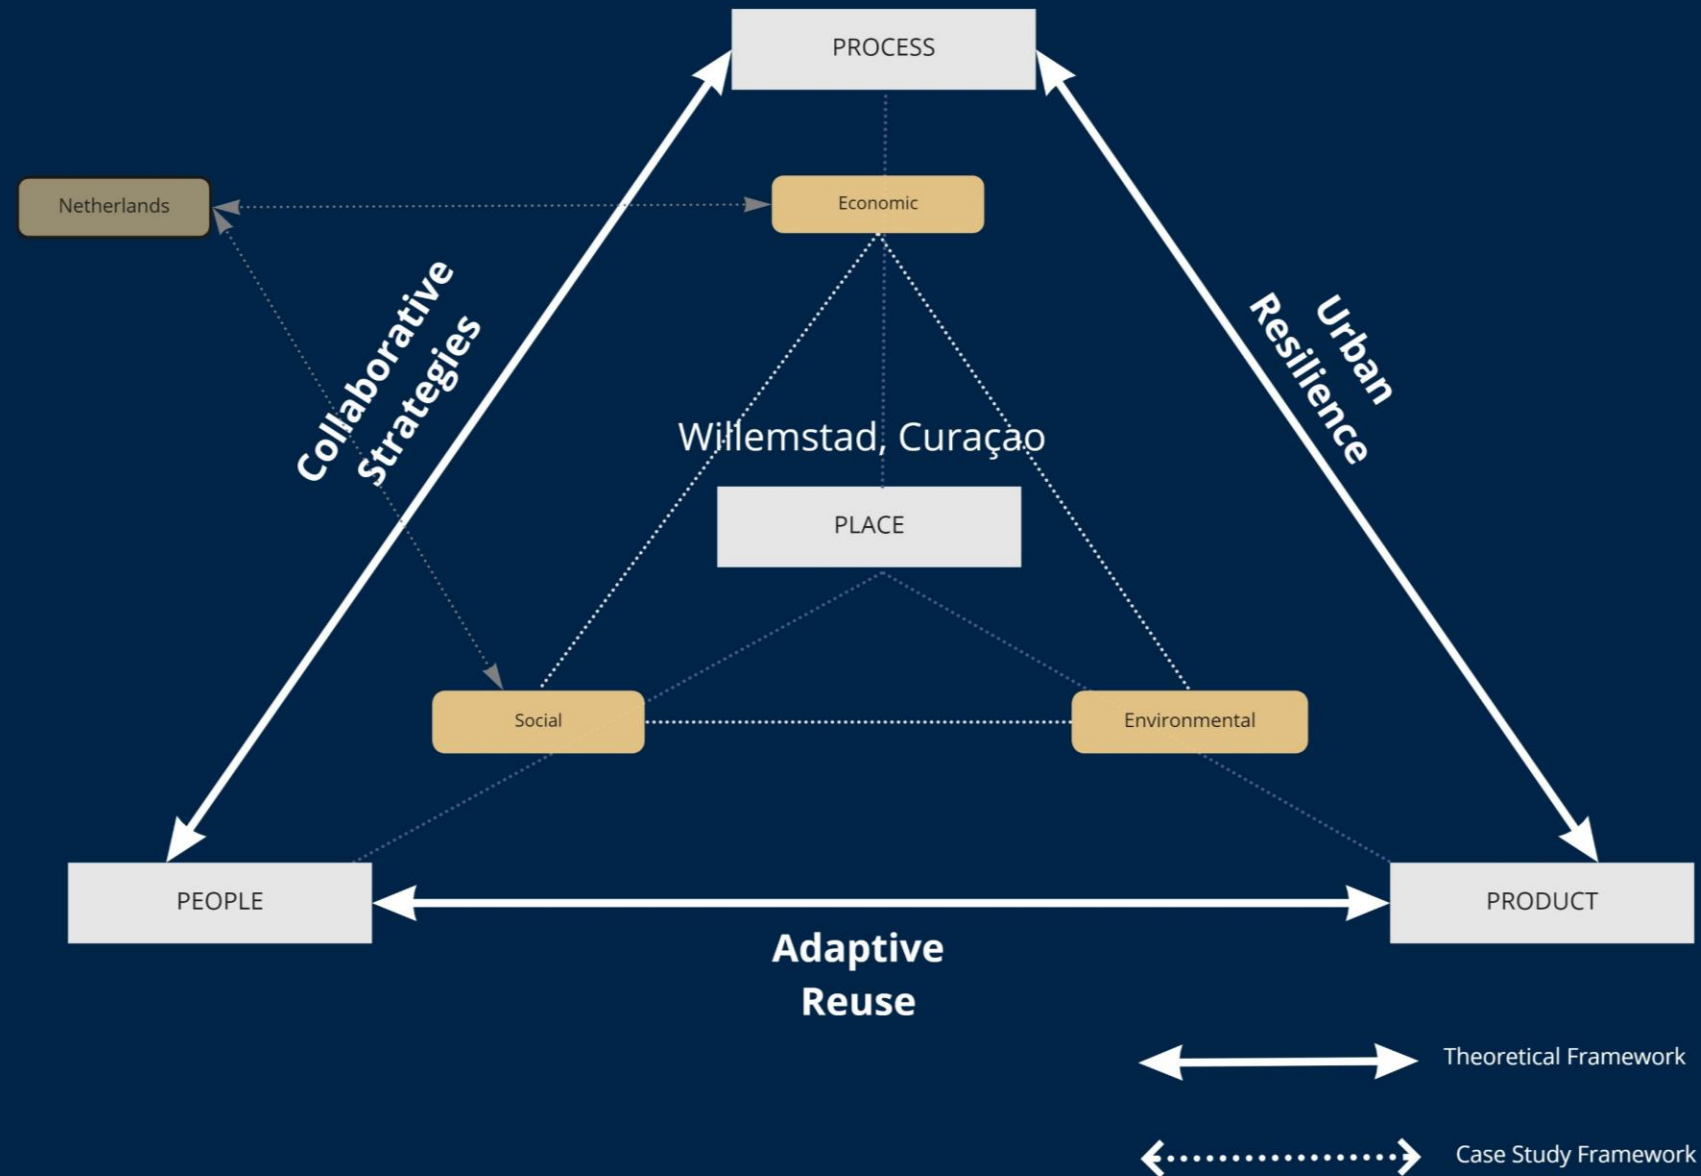 PROCESS
Netherlands
Economic
Collaborative
Strategies
Urban
Resilience
Willemstad, Curaçao
PLACE
Social
Environmental
PEOPLE
PRODUCT
Adaptive
Reuse
Theoretical Framework
Case Study Framework